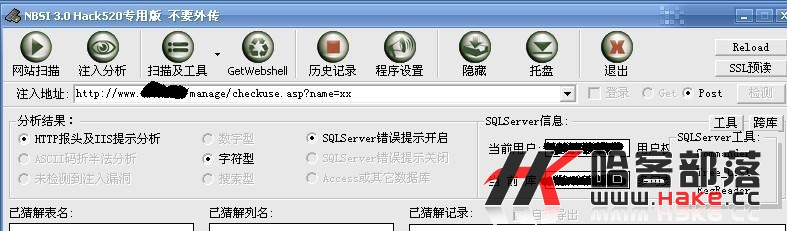 NBSI 3.0 Hack520专用版 不要外传
网站扫描
注入分析
扫描及工具
GetWebshell
历史记录
程序设置
隐藏
托盘
退出
Reload
SSL预读
注入地址:
http://www. /manage/checkuse.asp?name=xx
登录
Get
Post
检测
分析结果:
HTTP报头及IIS提示分析
ASCII码折半法分析
未检测到注入漏洞
数字型
字符型
搜索型
SQLServer错误提示开启
SQLServer错误提示关闭
Access或其它数据库
SQLServer信息:
工具
跨库
当前用户:
用户权
SQLServer工具:
当前库
RegReader
哈客部落
www.HAKE.cc
已猜解表名:
已猜解列名:
已猜解记录:
自动导出